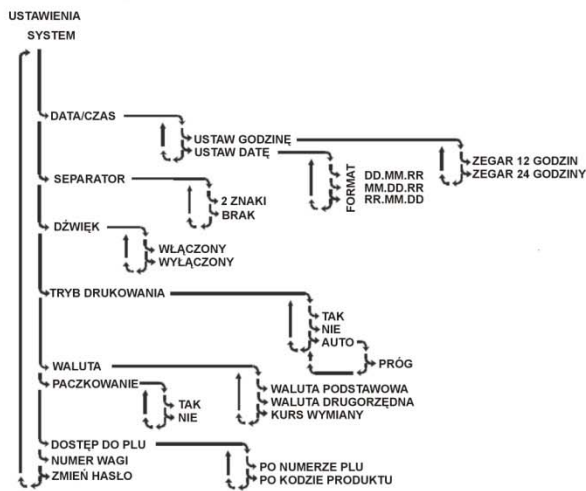 USTAWIENIA
SYSTEM
DATA/CZAS
USTAW GODZINĘ
USTAW DATĘ
ZEGAR 12 GODZIN
ZEGAR 24 GODZINY
FORMAT
DD.MM.RR
MM.DD.RR
RR.MM.DD
SEPARATOR
2 ZNAKI
BRAK
DŹWIĘK
WŁĄCZONY
WYŁĄCZONY
TRYB DRUKOWANIA
TAK
NIE
AUTO
PRÓG
WALUTA
WALUTA PODSTAWOWA
WALUTA DRUGORZĘDNA
KURS WYMIANY
PACZKOWANIE
TAK
NIE
DOSTĘP DO PLU
PO NUMERZE PLU
PO KODZIE PRODUKTU
NUMER WAGI
ZMIEŃ HASŁO